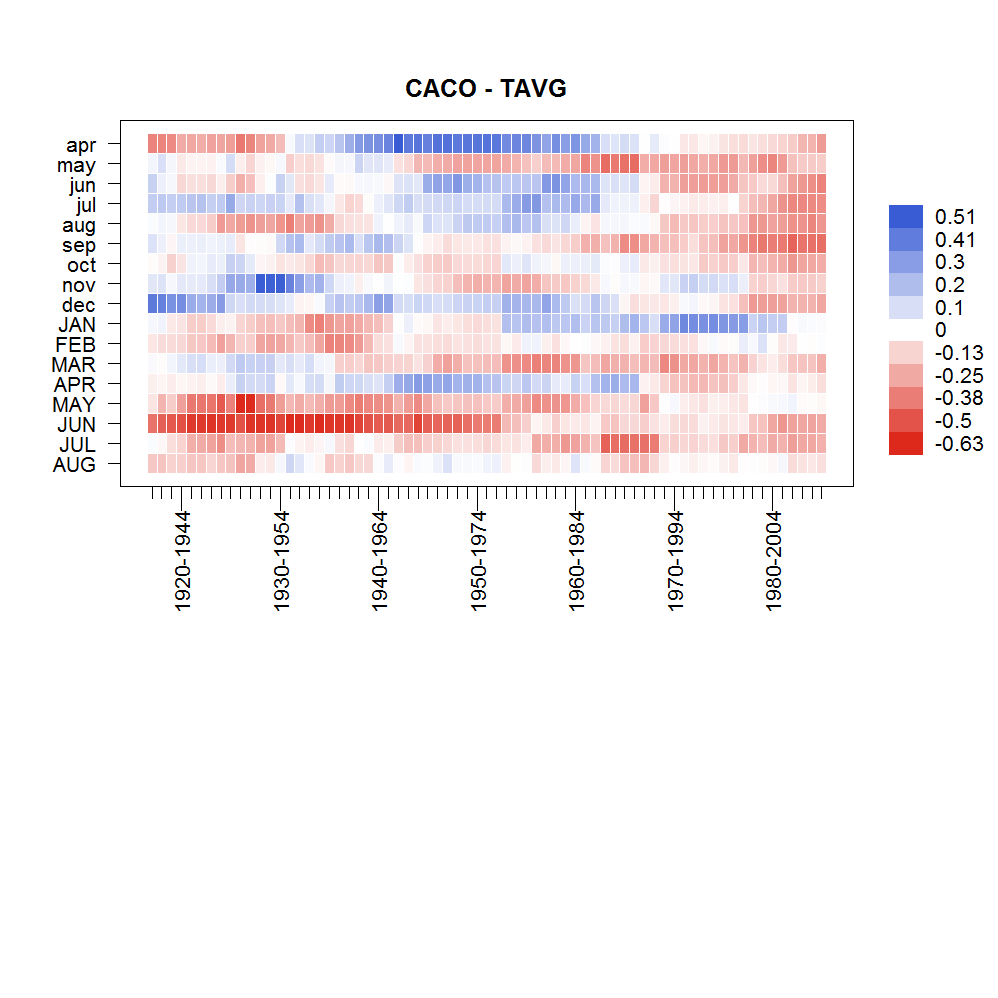 CACO - TAVG
apr
may
jun
jul
aug
sep
oct
nov
dec
JAN
FEB
MAR
APR
MAY
JUN
JUL
AUG
0.51
0.41
0.3
0.2
0.1
0
-0.13
-0.25
-0.38
-0.5
-0.63
1920-1944
1930-1954
1940-1964
1950-1974
1960-1984
1970-1994
1980-2004